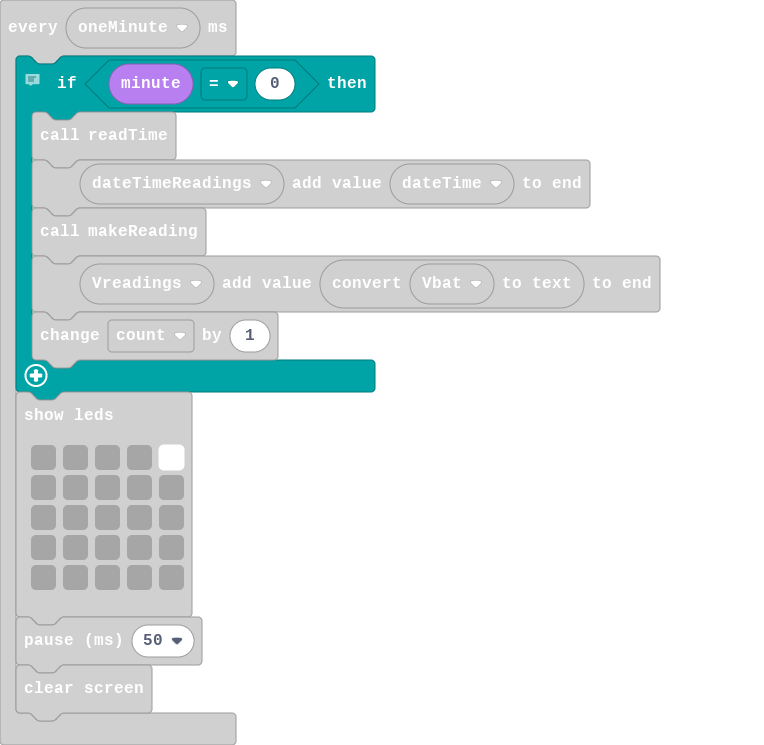 every oneMinute ms
if minute = 0 then
call readTime
dateTimeReadings add value dateTime to end
call makeReading
Vreadings add value convert Vbat to text to end
change count by 1
show leds
pause (ms) 50
clear screen